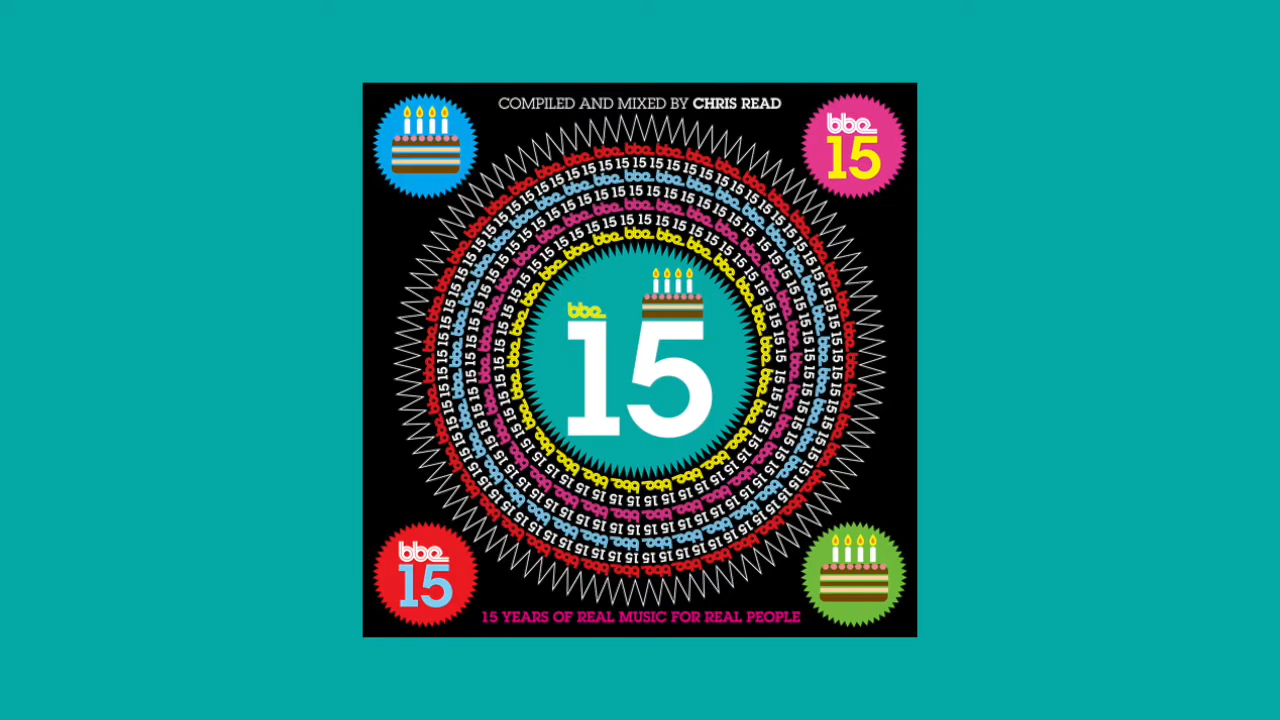 COMPILED AND MIXED BY CHRIS READ
bbe
15
bbe
15
bbe
15
15 YEARS OF REAL MUSIC FOR REAL PEOPLE